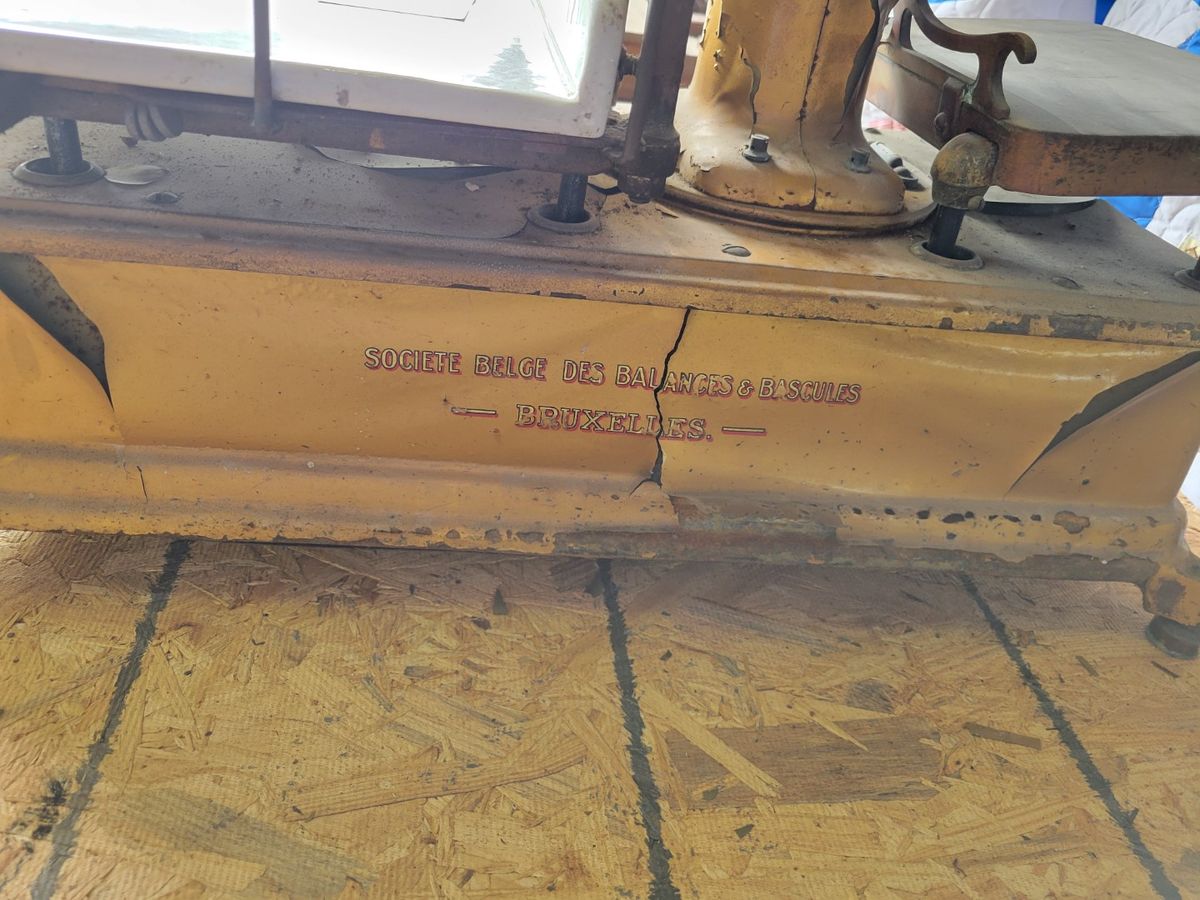 SOCIETE BELGE DES BALANCES & BASCULES
— BRUXELLES. —